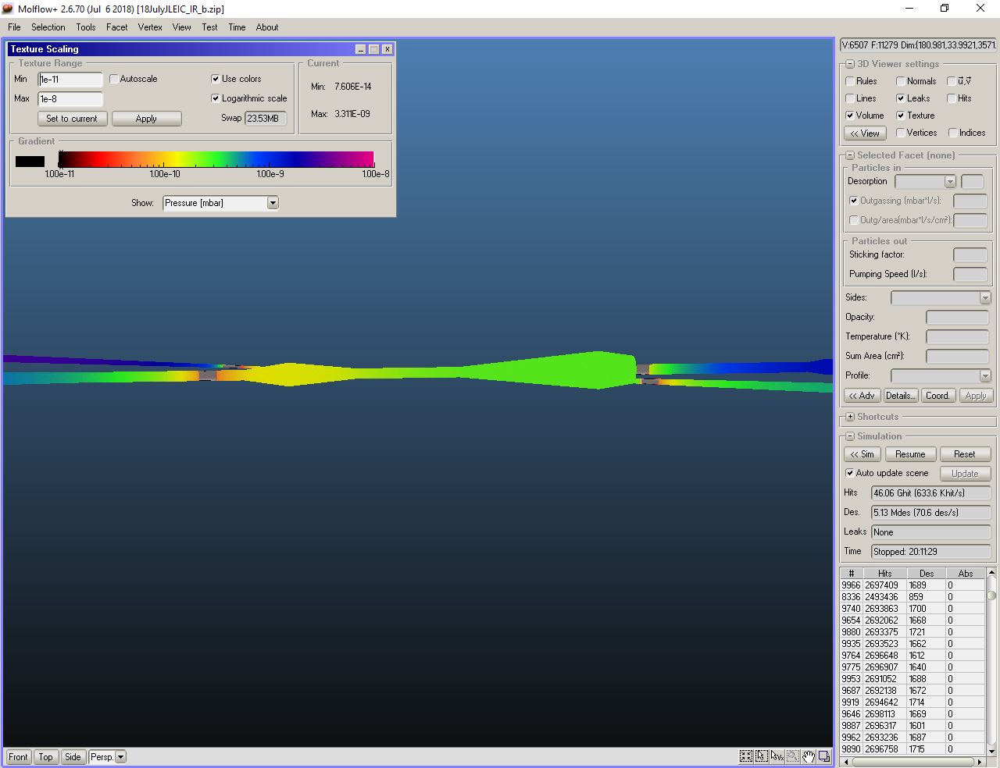 Molflow+ 2.6.70 (Jul 6 2018) [18JulyJLEIC_IR_b.zip]
File Selection Tools Facet Vertex View Test Time About
Texture Scaling
Texture Range
Min 1e-11 Autoscale Use colors
Max 1e-8 Logarithmic scale
Set to current Apply Swap 23.53MB
Current
Min: 7.606E-14
Max: 3.311E-09
Gradient
1.00e-11 1.00e-10 1.00e-9 1.00e-8
Show: Pressure [mbar]
V:6507 F:11279 Dim:(180.981,33.9921,3571.
3D Viewer settings
Rules Normals u,v
Lines Leaks Hits
Volume Texture
<< View Vertices Indices
Selected Facet (none)
Particles in
Desorption
Outgassing (mbar*l/s):
Outg/area(mbar*l/s/cm²):
Particles out
Sticking factor:
Pumping Speed (l/s):
Sides:
Opacity:
Temperature (°K):
Sum Area (cm²):
Profile:
<< Adv Details... Coord. Apply
Shortcuts
Simulation
<< Sim Resume Reset
Auto update scene Update
Hits 46.06 Ghit (633.6 Khit/s)
Des. 5.13 Mdes (70.6 des/s)
Leaks None
Time Stopped: 20:11:29
# Hits Des Abs
9966 2697409 1689 0
8336 2493436 859 0
9740 2693863 1700 0
9654 2692062 1668 0
9880 2693375 1721 0
9935 2693523 1662 0
9764 2696648 1612 0
9775 2696907 1640 0
9953 2691052 1688 0
9687 2692138 1672 0
9919 2694642 1714 0
9646 2698113 1669 0
9887 2696317 1601 0
9962 2693236 1687 0
9890 2696758 1715 0
Front Top Side Persp.